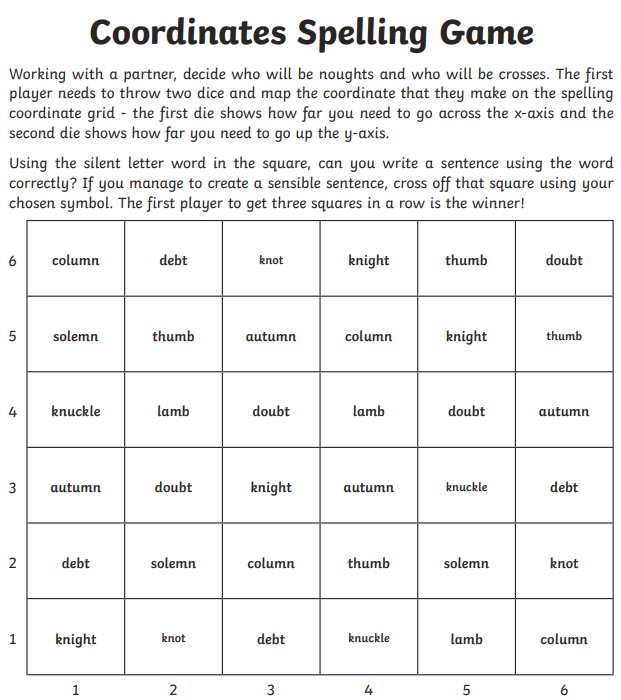 Coordinates Spelling Game
Working with a partner, decide who will be noughts and who will be crosses. The first
player needs to throw two dice and map the coordinate that they make on the spelling
coordinate grid - the first die shows how far you need to go across the x-axis and the
second die shows how far you need to go up the y-axis.
Using the silent letter word in the square, can you write a sentence using the word
correctly? If you manage to create a sensible sentence, cross off that square using your
chosen symbol. The first player to get three squares in a row is the winner!
6 column debt knot knight thumb doubt
5 solemn thumb autumn column knight thumb
4 knuckle lamb doubt lamb doubt autumn
3 autumn doubt knight autumn knuckle debt
2 debt solemn column thumb solemn knot
1 knight knot debt knuckle lamb column
1 2 3 4 5 6